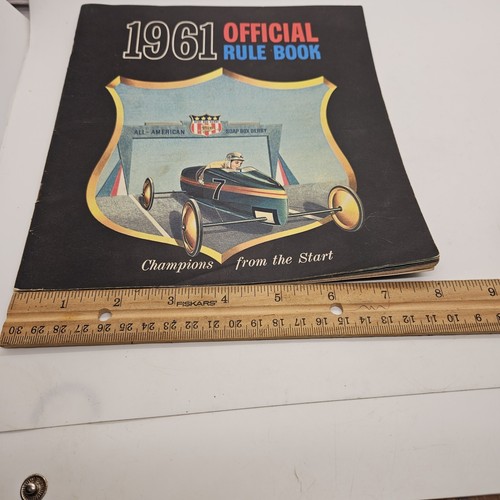 1961 OFFICIAL
RULE BOOK
ALL-AMERICAN SOAP BOX DERBY
7
Champions from the Start
1 2 3 FISKARS 4 5 6 7 8 9
30 29 28 27 26 25 24 23 22 21 20 19 18 17 16 15 14 13 12 11 10 9 8